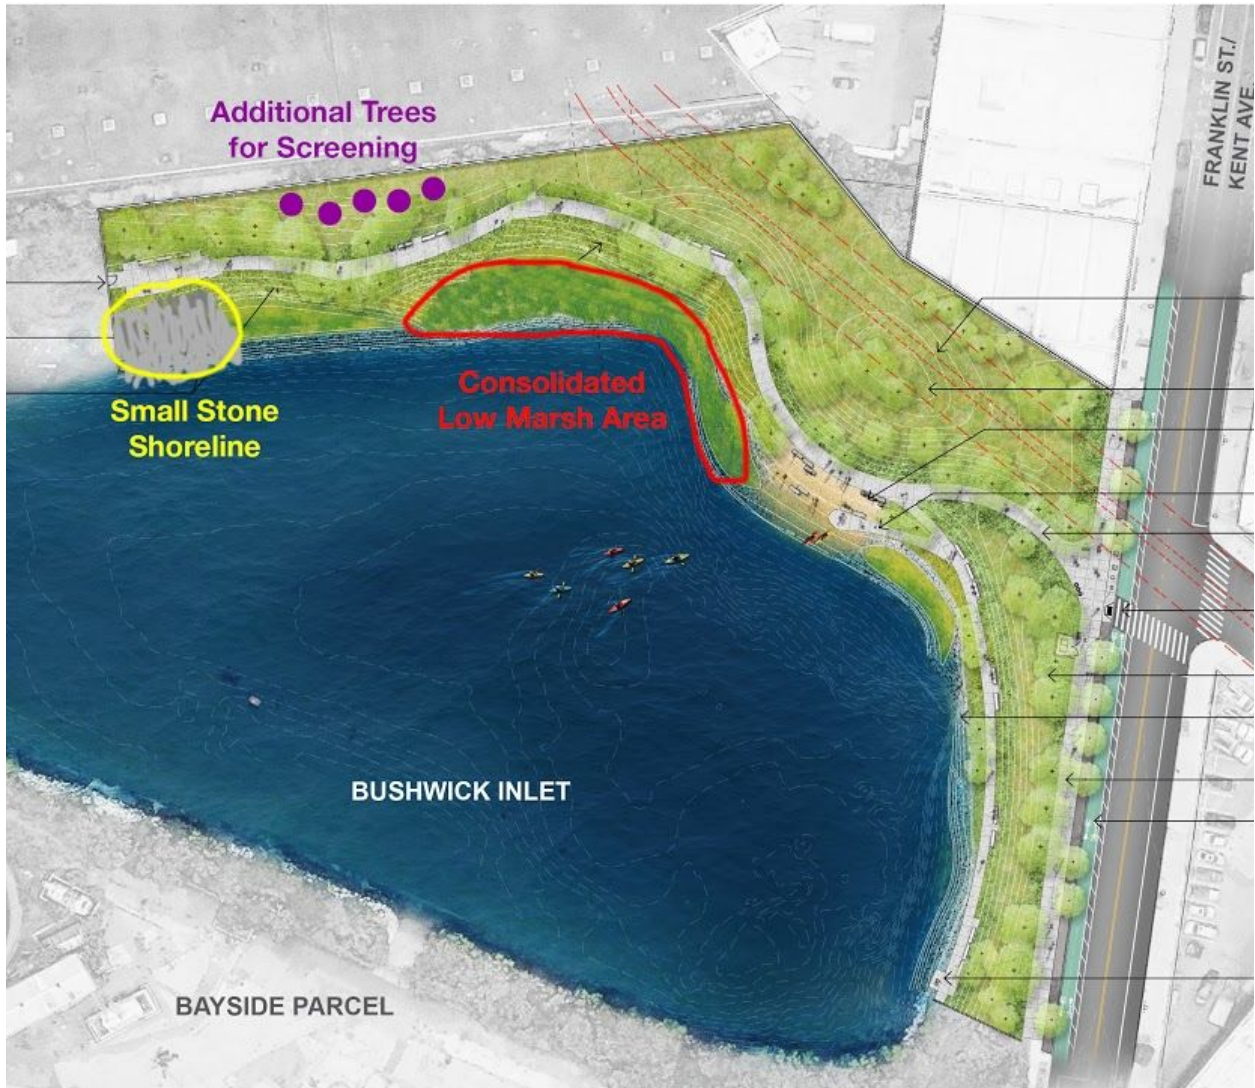 Additional Trees
for Screening
FRANKLIN ST./
KENT AVE.
Small Stone
Shoreline
Consolidated
Low Marsh Area
BUSHWICK INLET
BAYSIDE PARCEL